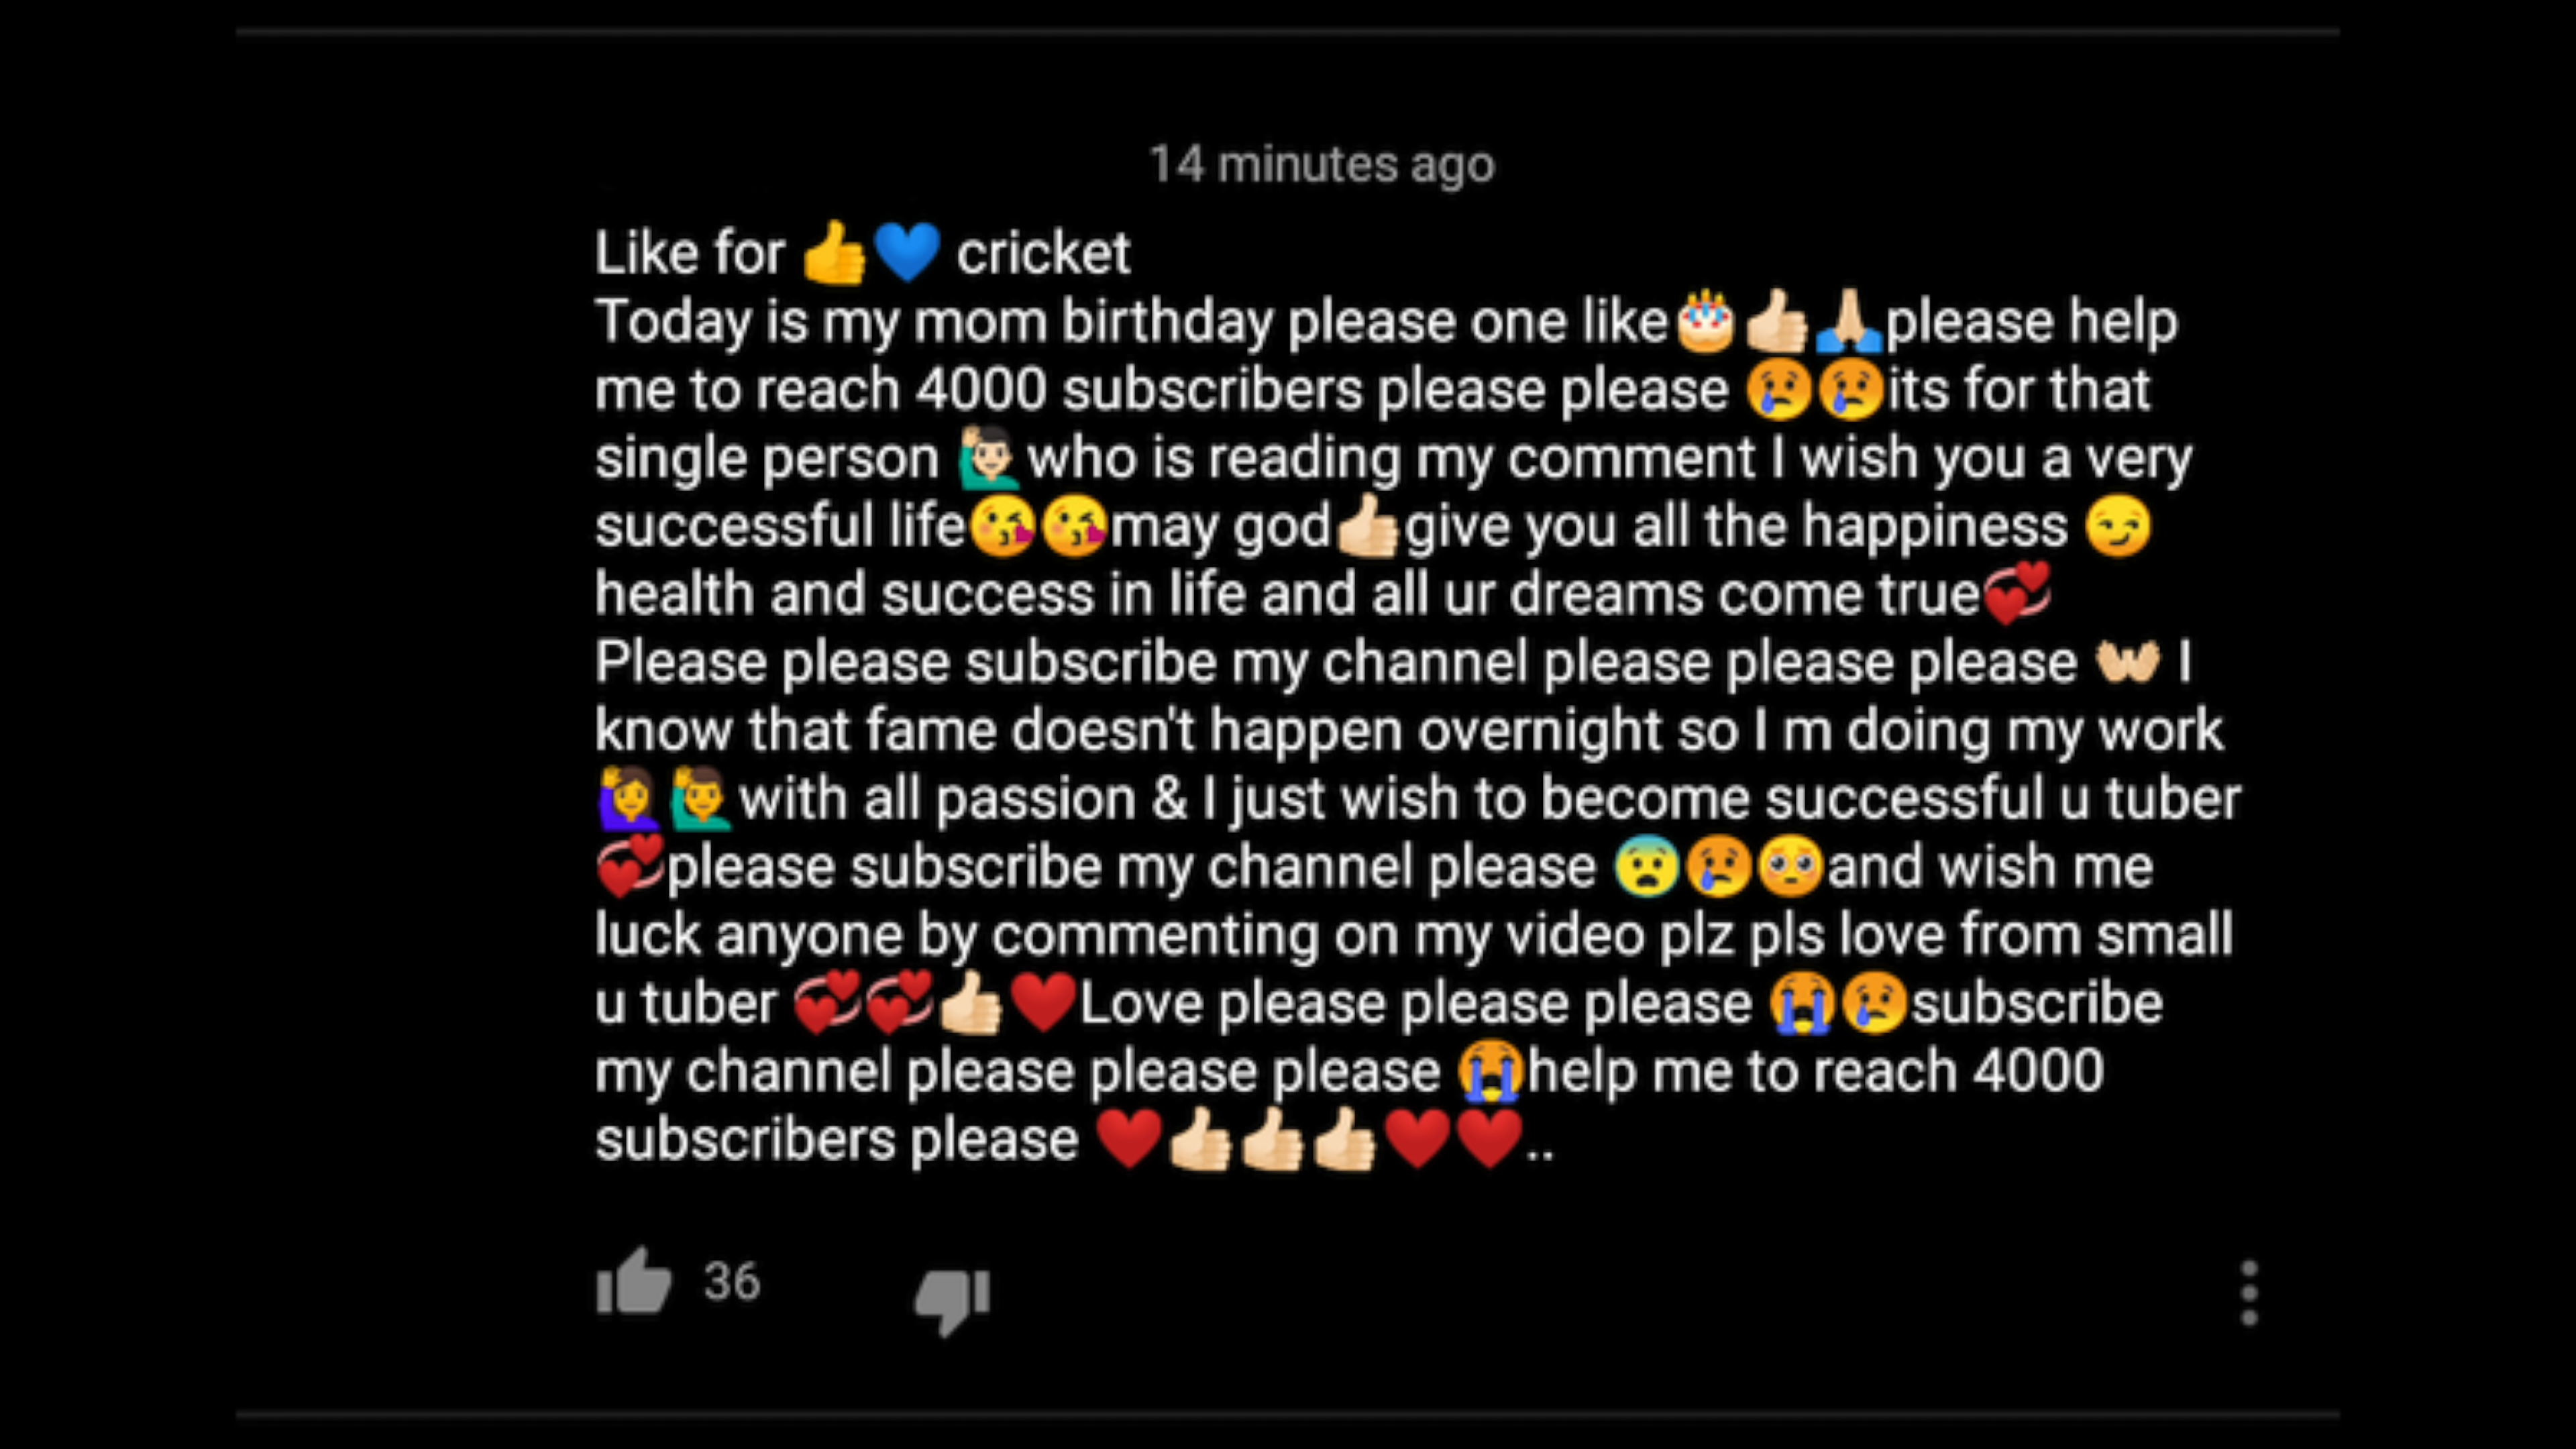 14 minutes ago
Like for 👍💙 cricket
Today is my mom birthday please one like🎂👍🏻🙏🏻please help
me to reach 4000 subscribers please please 😢😢its for that
single person 🙋🏻‍♂️who is reading my comment I wish you a very
successful life😘😘may god👍🏻give you all the happiness 😏
health and success in life and all ur dreams come true💞
Please please subscribe my channel please please please 👐🏻 I
know that fame doesn't happen overnight so I m doing my work
🙋‍♀️🙋‍♂️with all passion & I just wish to become successful u tuber
💞please subscribe my channel please 😨😢🥺and wish me
luck anyone by commenting on my video plz pls love from small
u tuber 💞💞👍🏻❤️Love please please please 😭😢subscribe
my channel please please please 😭help me to reach 4000
subscribers please ❤️👍🏻👍🏻👍🏻❤️❤️..
36